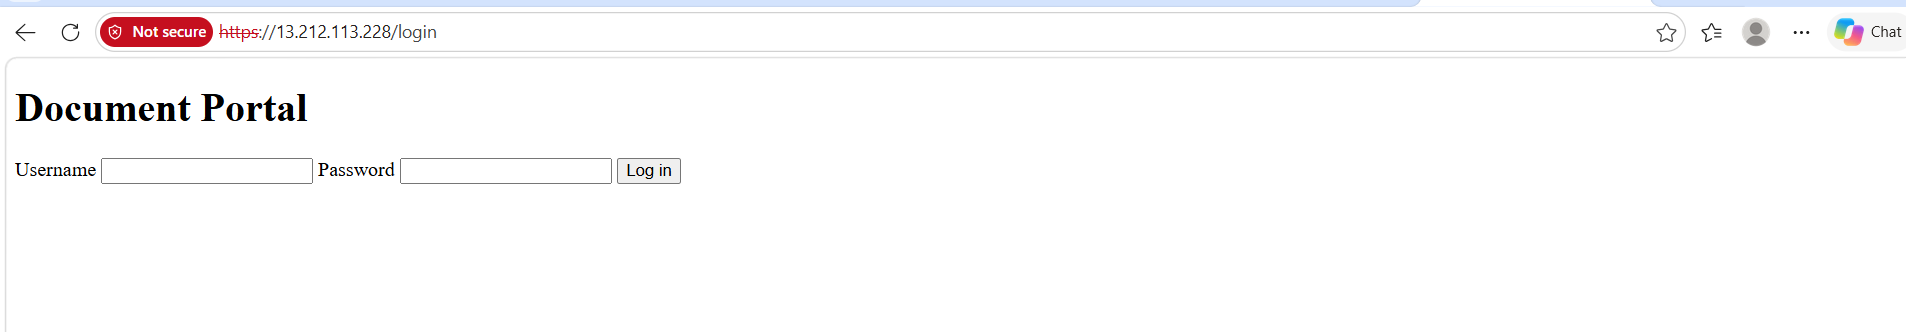 Not secure https://13.212.113.228/login Chat
Document Portal
Username Password Log in